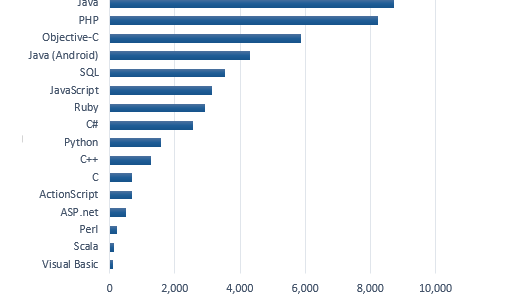 Java
PHP
Objective-C
Java (Android)
SQL
JavaScript
Ruby
C#
Python
C++
C
ActionScript
ASP.net
Perl
Scala
Visual Basic
0 2,000 4,000 6,000 8,000 10,000